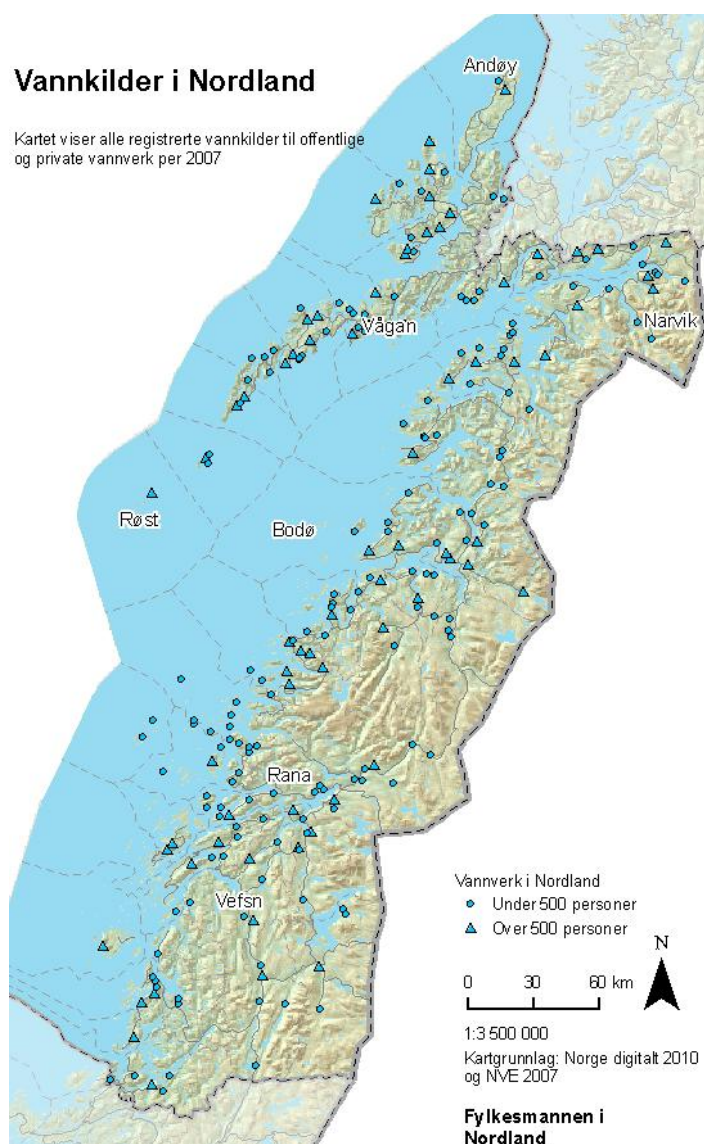 Vannkilder i Nordland
Kartet viser alle registrerte vannkilder til offentlige
og private vannverk per 2007
Andøy
Vågan
Narvik
Røst
Bodø
Rana
Vefsn
Vannverk i Nordland
Under 500 personer
Over 500 personer
N
0 30 60 km
1:3 500 000
Kartgrunnlag: Norge digitalt 2010
og NVE 2007
Fylkesmannen i
Nordland